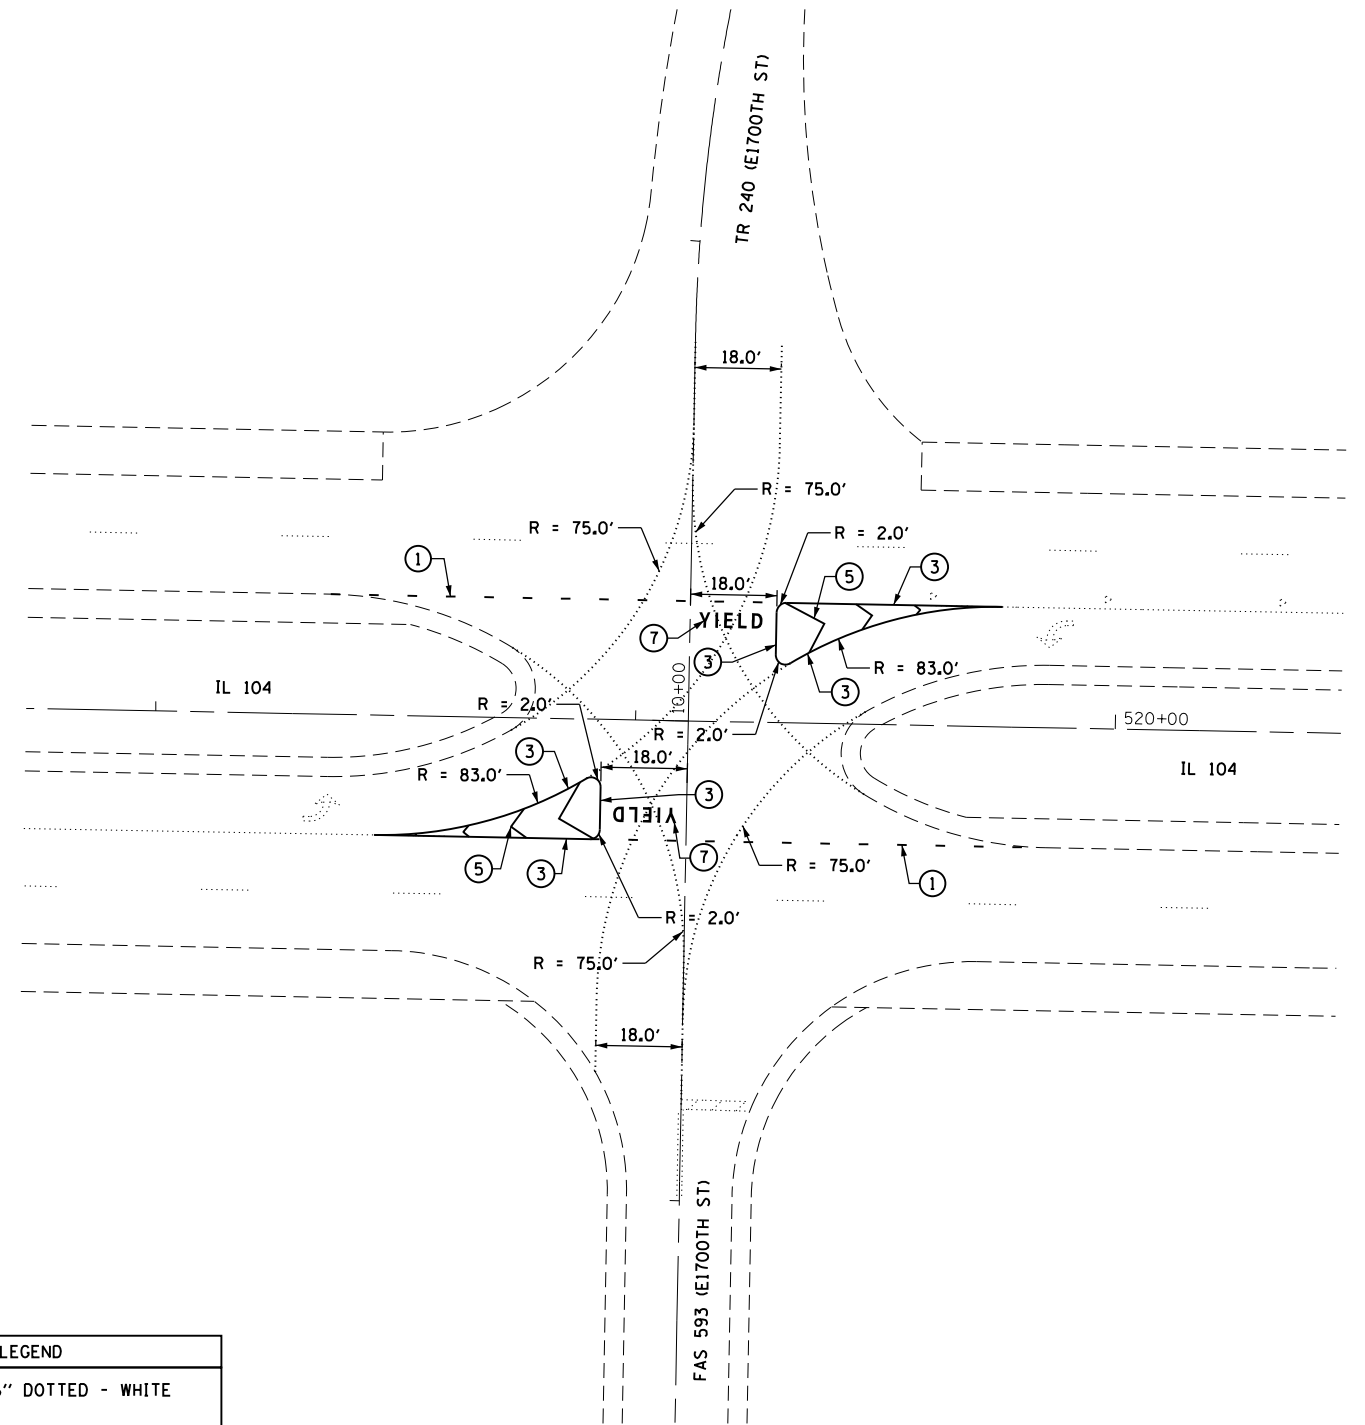 TR 240 (E1700TH ST)
18.0'
R = 75.0'
R = 75.0'
R = 2.0'
1
3
5
18.0'
YIELD
7
3
R = 83.0'
3
IL 104
10+00
R = 2.0'
520+00
R = 2.0'
3
18.0'
IL 104
R = 83.0'
3
YIELD
7
5
3
R = 75.0'
1
R = 2.0'
R = 75.0'
18.0'
FAS 593 (E1700TH ST)
LEGEND
" DOTTED - WHITE